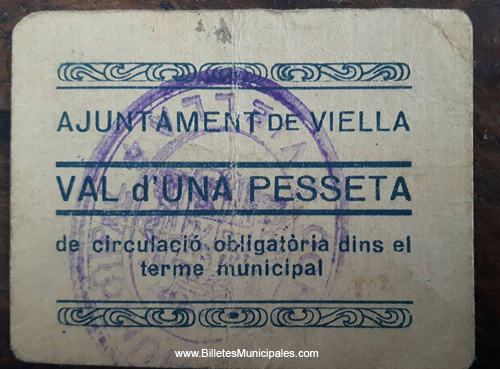 AJUNTAMENT DE VIELLA
VAL d'UNA PESSETA
de circulació obligatòria dins el
terme municipal
www.BilletesMunicipales.com